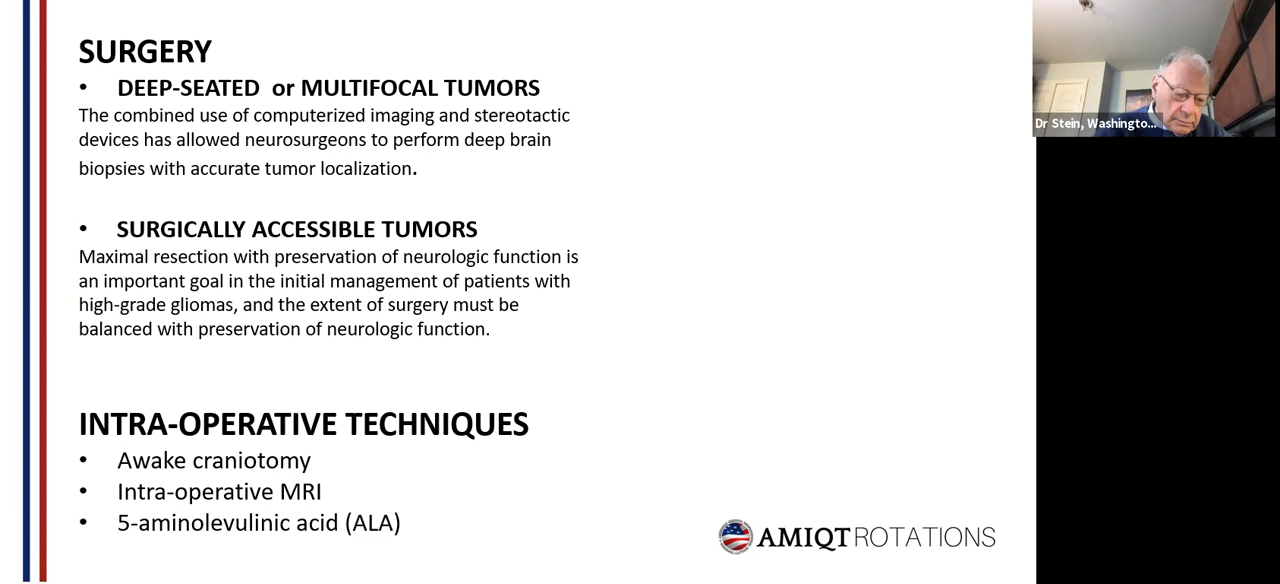 SURGERY
• DEEP-SEATED or MULTIFOCAL TUMORS
The combined use of computerized imaging and stereotactic
devices has allowed neurosurgeons to perform deep brain
biopsies with accurate tumor localization.
• SURGICALLY ACCESSIBLE TUMORS
Maximal resection with preservation of neurologic function is
an important goal in the initial management of patients with
high-grade gliomas, and the extent of surgery must be
balanced with preservation of neurologic function.
INTRA-OPERATIVE TECHNIQUES
• Awake craniotomy
• Intra-operative MRI
• 5-aminolevulinic acid (ALA)
AMIQT ROTATIONS
Dr Stein, Washingto...